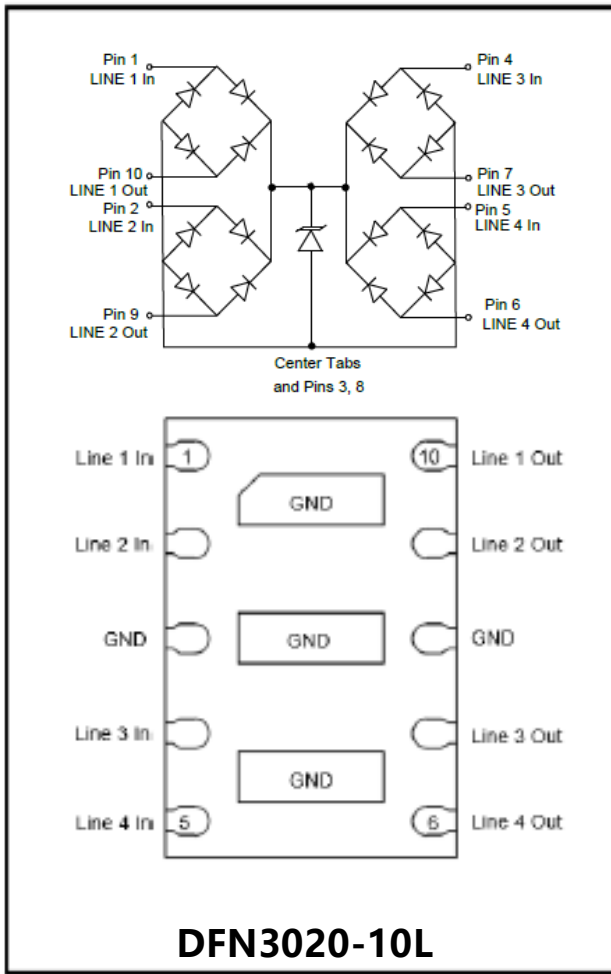 Pin 1
LINE 1 In
Pin 4
LINE 3 In
Pin 10
LINE 1 Out
Pin 7
LINE 3 Out
Pin 2
LINE 2 In
Pin 5
LINE 4 In
Pin 9
LINE 2 Out
Pin 6
LINE 4 Out
Center Tabs
and Pins 3, 8
Line 1 In
1
10
Line 1 Out
GND
Line 2 In
Line 2 Out
GND
GND
GND
Line 3 In
Line 3 Out
GND
Line 4 In
5
6
Line 4 Out
DFN3020-10L